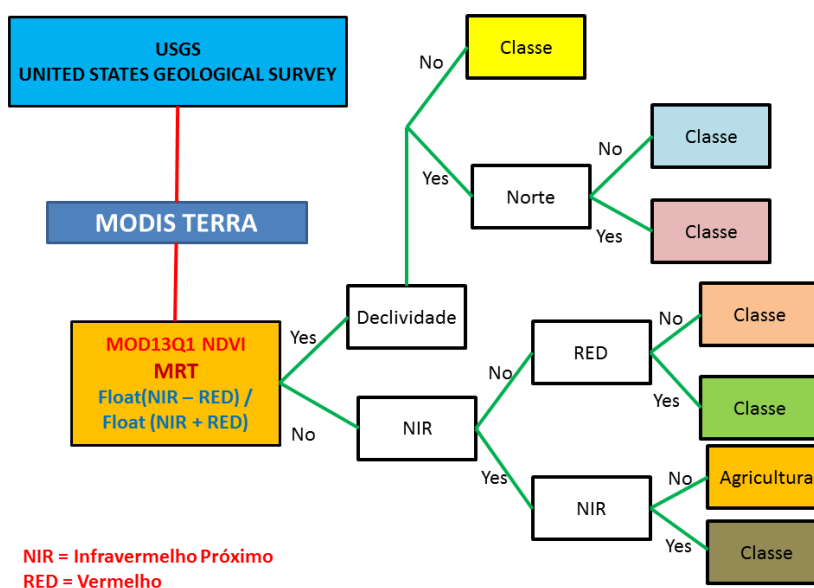 USGS
UNITED STATES GEOLOGICAL SURVEY
MODIS TERRA
MOD13Q1 NDVI
MRT
Float(NIR – RED) /
Float (NIR + RED)
Yes
No
Declividade
No
Yes
Classe
Norte
No
Yes
Classe
Classe
NIR
No
Yes
RED
No
Yes
Classe
Classe
NIR
No
Yes
Agricultura
Classe
NIR = Infravermelho Próximo
RED = Vermelho